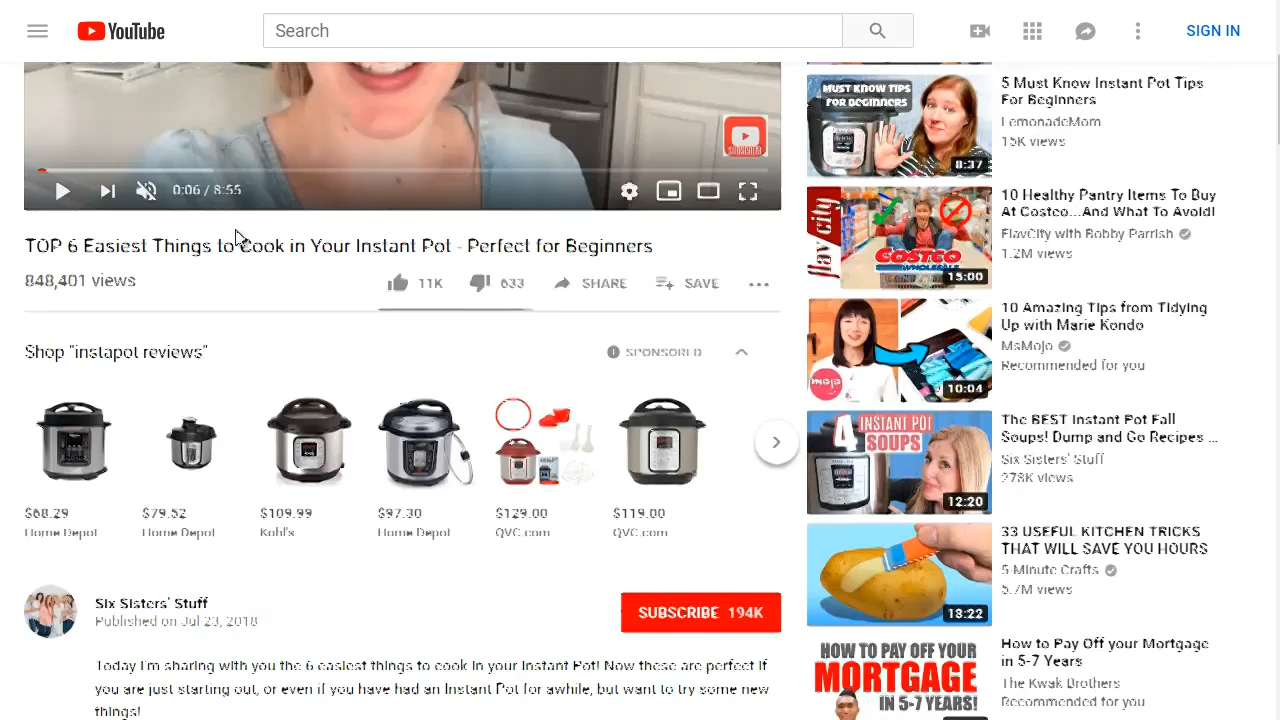 YouTube
Search
SIGN IN
SUBSCRIBE
0:06 / 8:55
TOP 6 Easiest Things to Cook in Your Instant Pot - Perfect for Beginners
848,401 views
11K
633
SHARE
SAVE
Shop "instapot reviews"
SPONSORED
$68.29
Home Depot
$79.52
Home Depot
$109.99
Kohl's
$97.30
Home Depot
$129.00
QVC.com
$119.00
QVC.com
Six Sisters' Stuff
Published on Jul 23, 2018
SUBSCRIBE 194K
Today I'm sharing with you the 6 easiest things to cook in your Instant Pot! Now these are perfect if
you are just starting out, or even if you have had an Instant Pot for awhile, but want to try some new
things!
MUST KNOW TIPS
FOR BEGINNERS
8:37
5 Must Know Instant Pot Tips
For Beginners
LemonadeMom
15K views
flav city
COSTCO
WHOLESALE
15:00
10 Healthy Pantry Items To Buy
At Costco...And What To Avoid!
FlavCity with Bobby Parrish
1.2M views
mojo
10:04
10 Amazing Tips from Tidying
Up with Marie Kondo
MsMojo
Recommended for you
4 INSTANT POT
SOUPS
12:20
The BEST Instant Pot Fall
Soups! Dump and Go Recipes ...
Six Sisters' Stuff
278K views
13:22
33 USEFUL KITCHEN TRICKS
THAT WILL SAVE YOU HOURS
5-Minute Crafts
5.7M views
HOW TO PAY OFF YOUR
MORTGAGE
IN 5-7 YEARS!
How to Pay Off your Mortgage
in 5-7 Years
The Kwak Brothers
Recommended for you